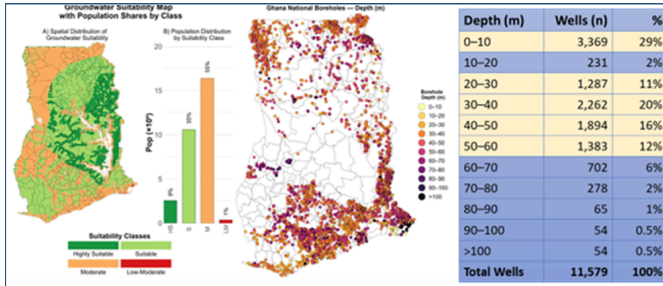 Groundwater Suitability Map
with Population Shares by Class
A) Spatial Distribution of
Groundwater Suitability
B) Population Distribution
by Suitability Class
Pop (×10⁶)
20
15
10
5
0
9%
35%
55%
1%
HS
S
M
LM
Suitability Classes
Highly Suitable
Suitable
Moderate
Low-Moderate
Ghana National Boreholes — Depth (m)
Borehole
Depth (m)
0–10
10–20
20–30
30–40
40–50
50–60
60–70
70–80
80–90
90–100
>100
Depth (m) Wells (n) %
0–10 3,369 29%
10–20 231 2%
20–30 1,287 11%
30–40 2,262 20%
40–50 1,894 16%
50–60 1,383 12%
60–70 702 6%
70–80 278 2%
80–90 65 1%
90–100 54 0.5%
>100 54 0.5%
Total Wells 11,579 100%